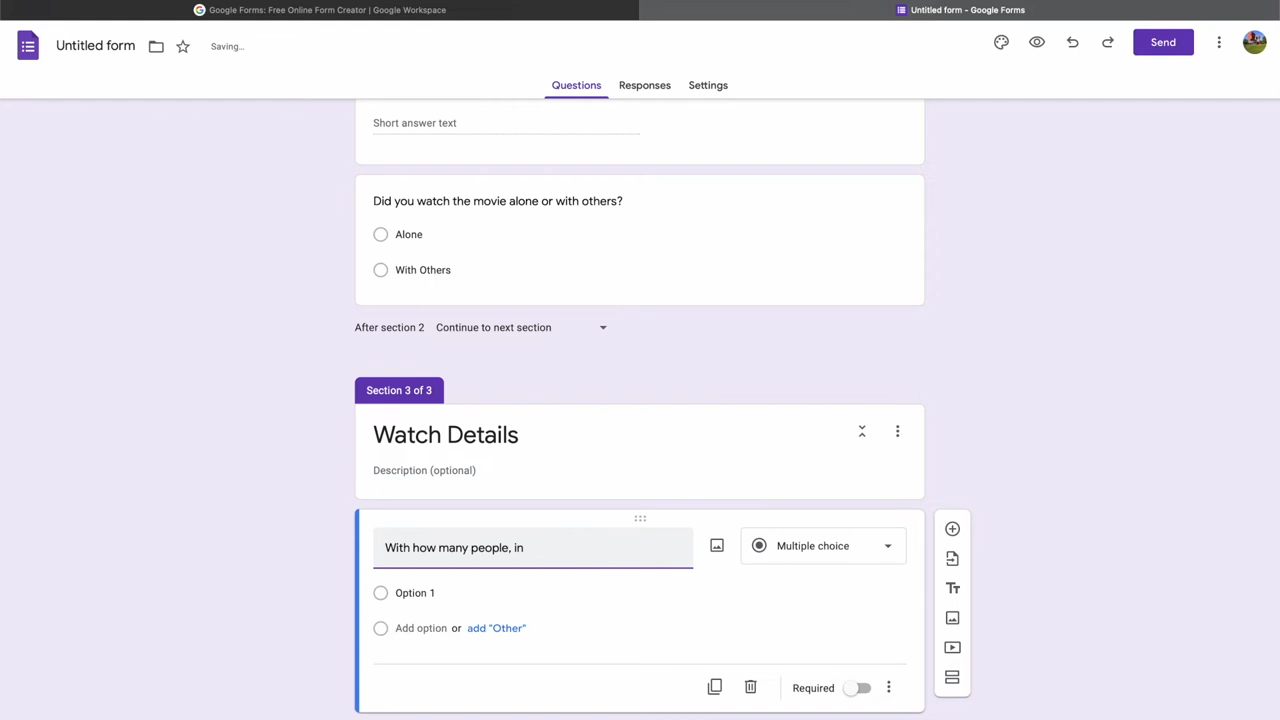 Google Forms: Free Online Form Creator | Google Workspace
Untitled form - Google Forms
Untitled form
Saving...
Send
Questions
Responses
Settings
Short answer text
Did you watch the movie alone or with others?
Alone
With Others
After section 2 Continue to next section
Section 3 of 3
Watch Details
Description (optional)
With how many people, in
Multiple choice
Option 1
Add option or add "Other"
Tт
Required